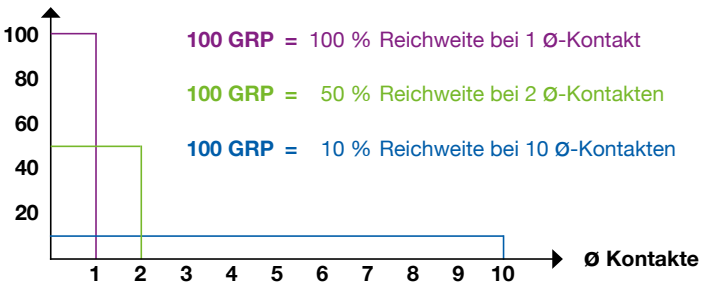 100
80
60
40
20
100 GRP = 100 % Reichweite bei 1 Ø-Kontakt
100 GRP = 50 % Reichweite bei 2 Ø-Kontakten
100 GRP = 10 % Reichweite bei 10 Ø-Kontakten
1 2 3 4 5 6 7 8 9 10
Ø Kontakte